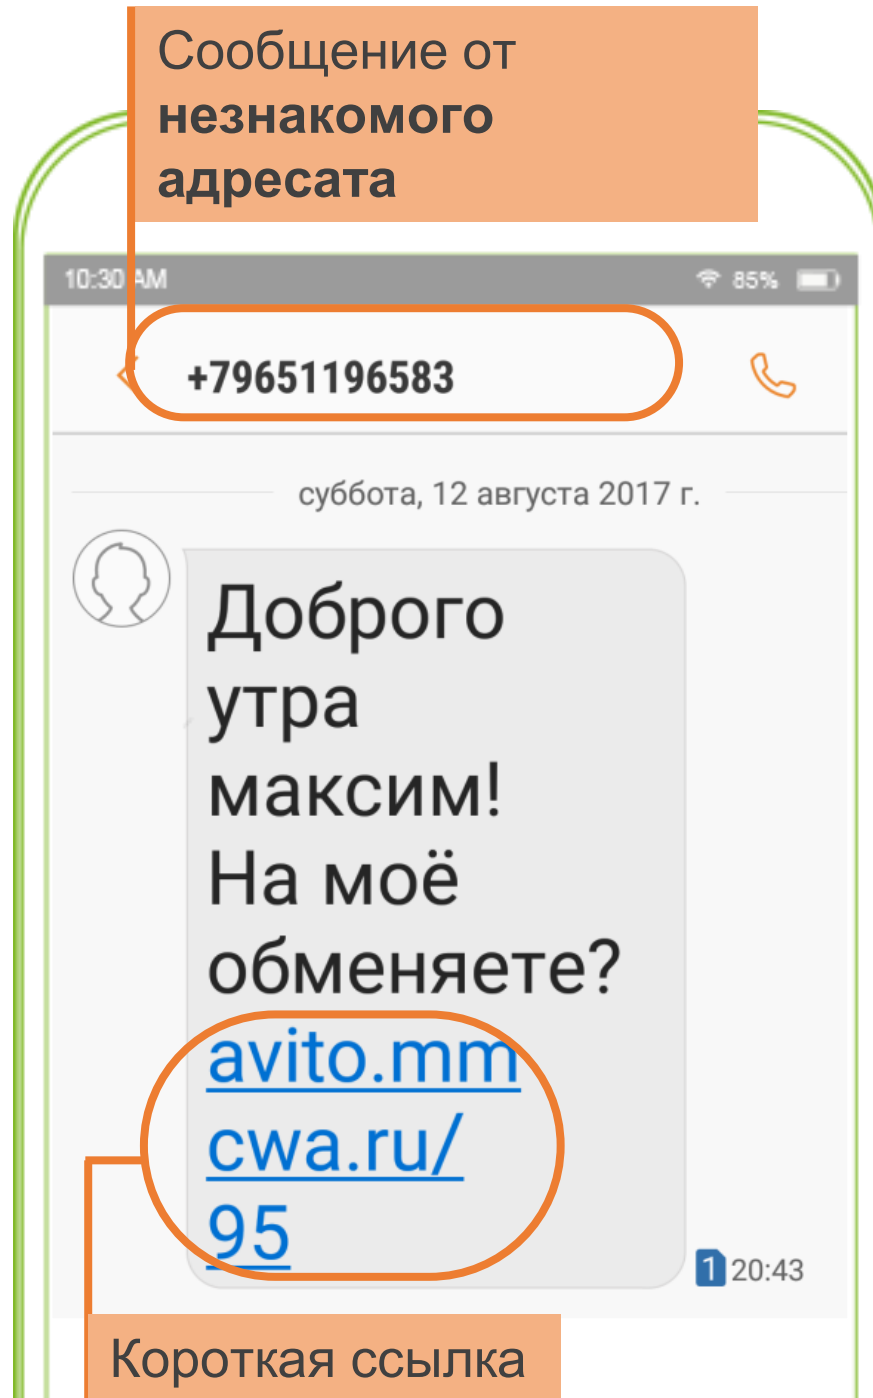 Сообщение от
незнакомого
адресата
10:30 AM
85%
+79651196583
суббота, 12 августа 2017 г.
Доброго
утра
максим!
На моё
обменяете?
avito.mm
cwa.ru/
95
1 20:43
Короткая ссылка